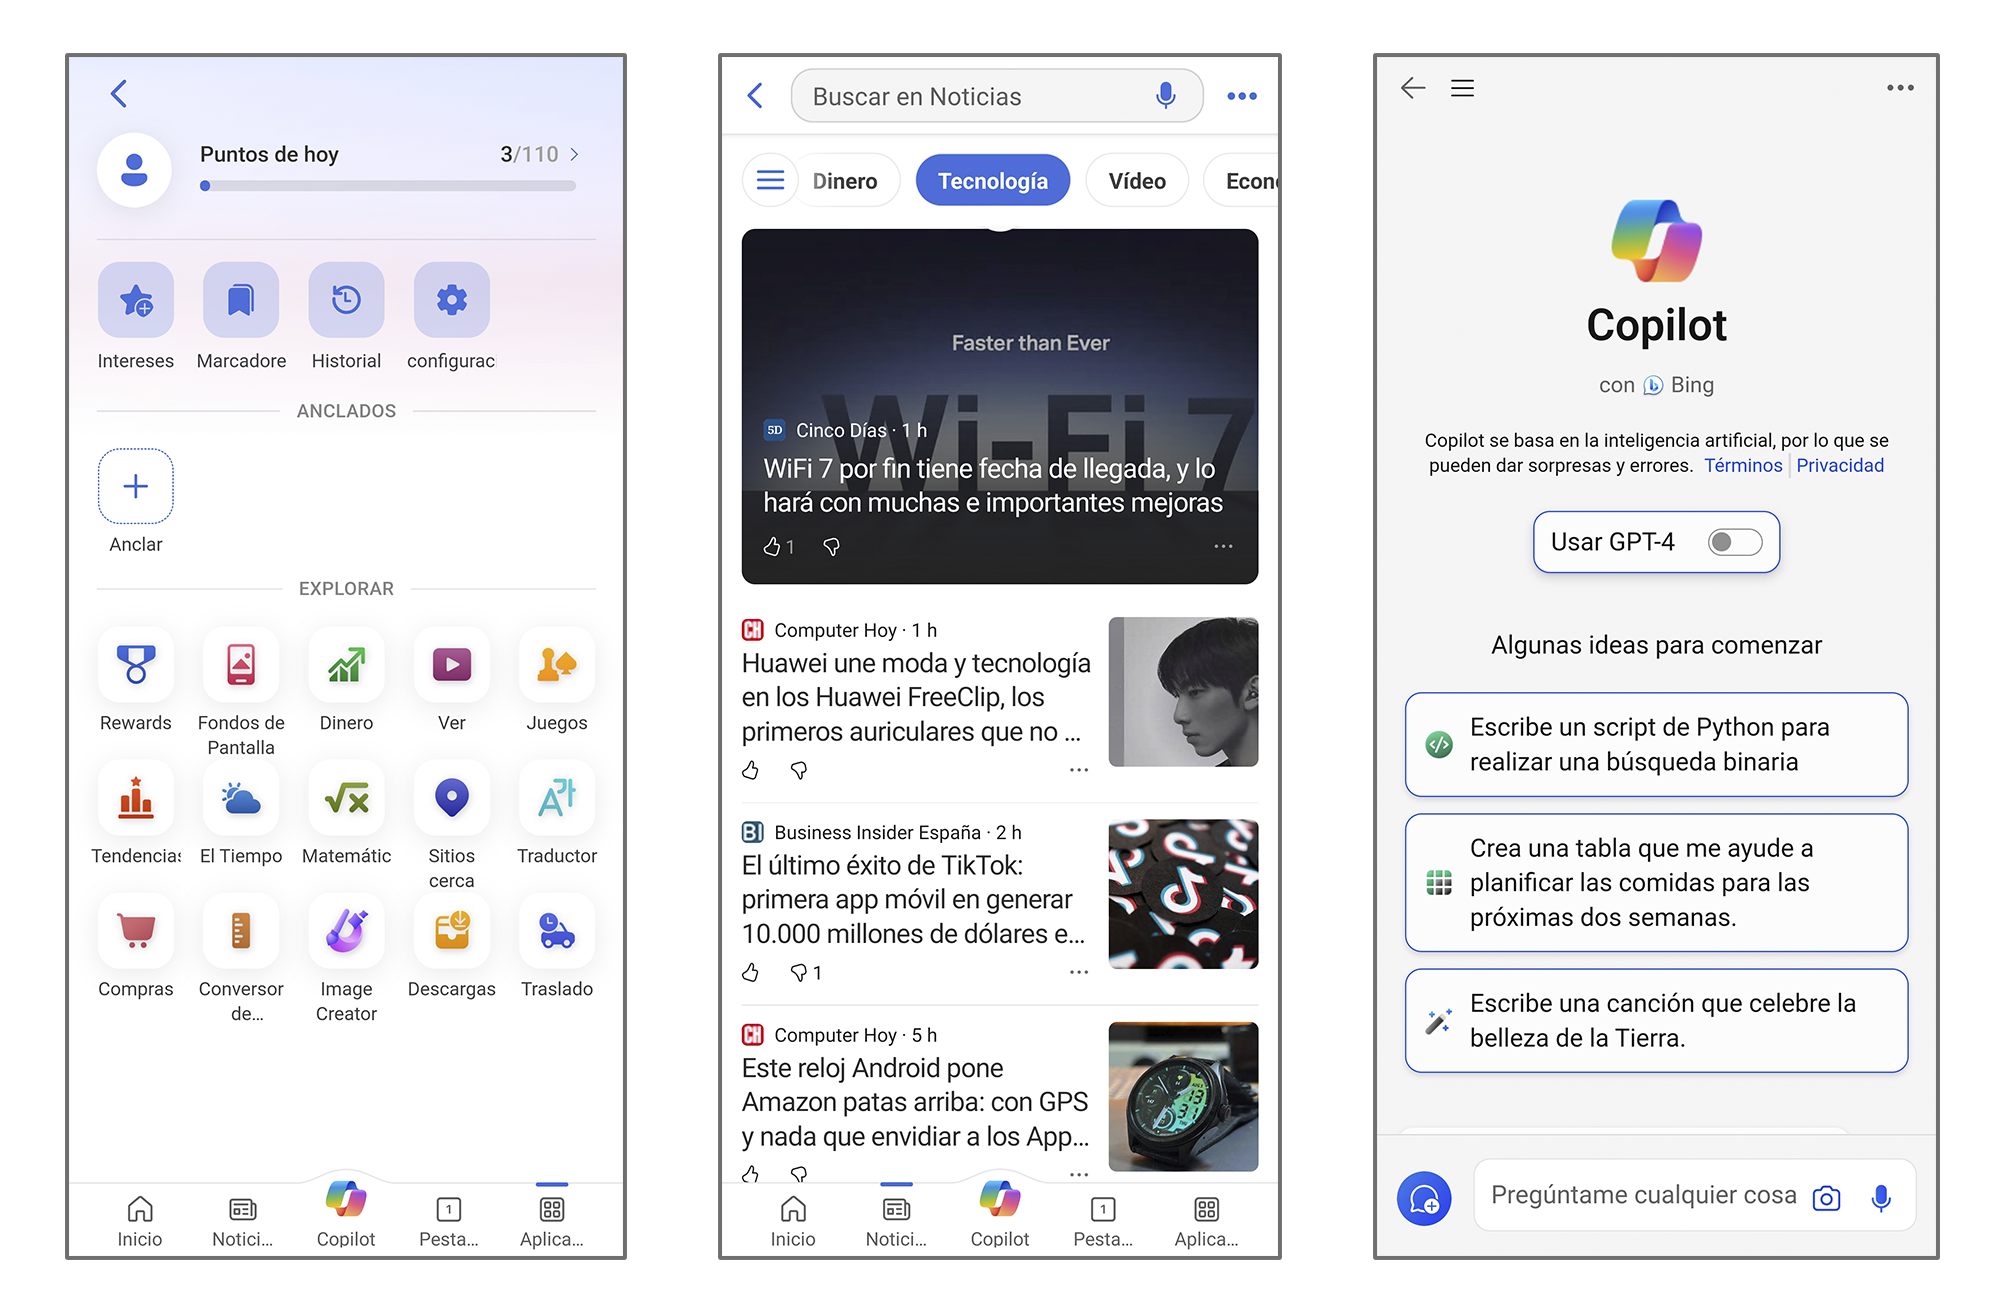 Puntos de hoy
3/110
Intereses
Marcadore
Historial
configurac
ANCLADOS
Anclar
EXPLORAR
Rewards
Fondos de
Pantalla
Dinero
Ver
Juegos
Tendencias
El Tiempo
Matemátic
Sitios
cerca
Traductor
Compras
Conversor
de...
Image
Creator
Descargas
Traslado
Inicio
Notici...
Copilot
1
Pesta...
Aplica...
Buscar en Noticias
Dinero
Tecnología
Vídeo
Econo
Faster than Ever
Wi-Fi 7
5D Cinco Días · 1 h
WiFi 7 por fin tiene fecha de llegada, y lo
hará con muchas e importantes mejoras
1
CH Computer Hoy · 1 h
Huawei une moda y tecnología
en los Huawei FreeClip, los
primeros auriculares que no ...
BI Business Insider España · 2 h
El último éxito de TikTok:
primera app móvil en generar
10.000 millones de dólares e...
1
CH Computer Hoy · 5 h
Este reloj Android pone
Amazon patas arriba: con GPS
y nada que envidiar a los App...
Inicio
Notici...
Copilot
1
Pesta...
Aplica...
Copilot
con b Bing
Copilot se basa en la inteligencia artificial, por lo que se
pueden dar sorpresas y errores. Términos | Privacidad
Usar GPT-4
Algunas ideas para comenzar
Escribe un script de Python para
realizar una búsqueda binaria
Crea una tabla que me ayude a
planificar las comidas para las
próximas dos semanas.
Escribe una canción que celebre la
belleza de la Tierra.
Pregúntame cualquier cosa